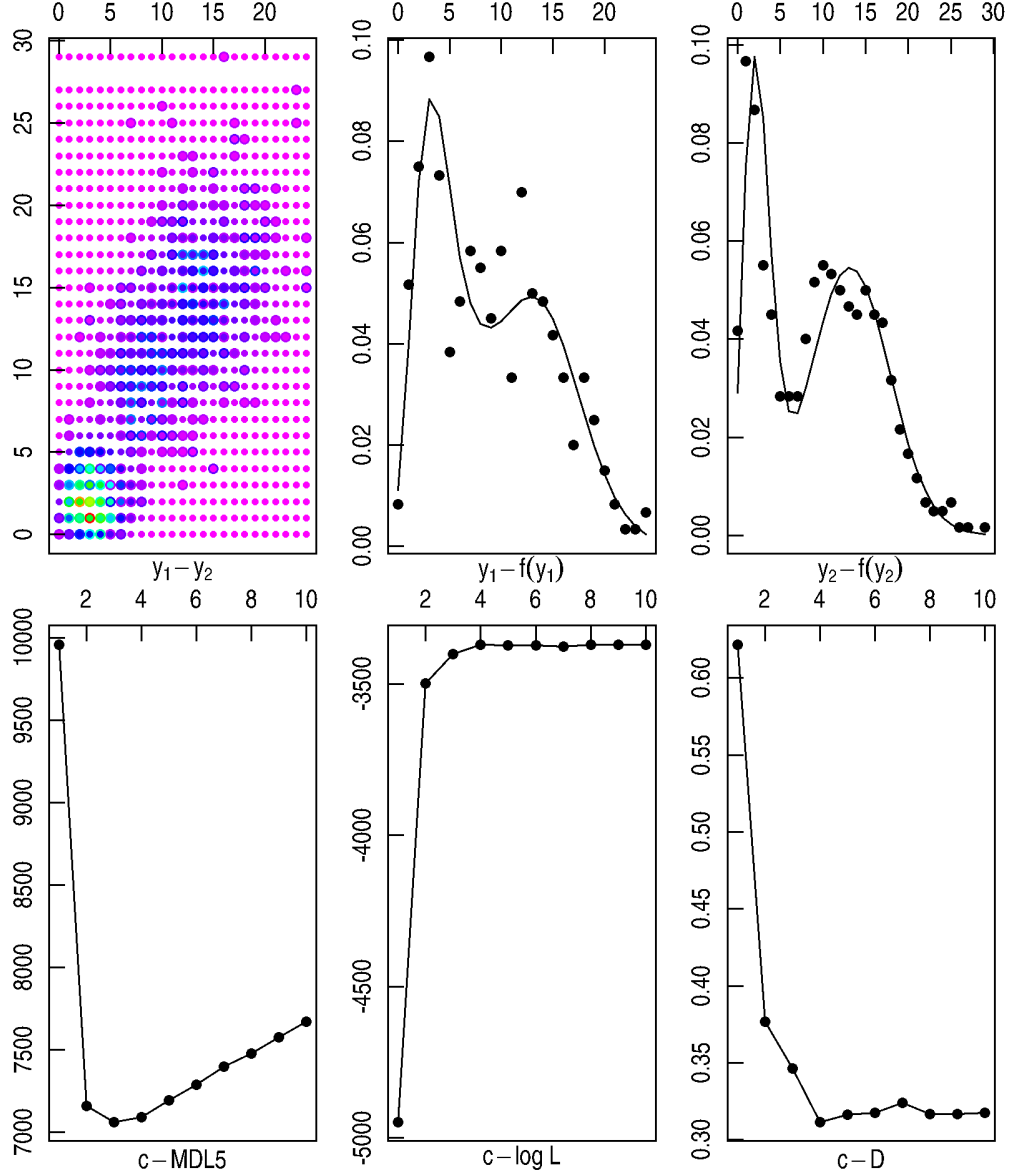 0 5 10 15 20
0 5 10 15 20 25 30
y₁−y₂
0 5 10 15 20
0.00 0.02 0.04 0.06 0.08 0.10
y₁−f(y₁)
0 5 10 15 20 25 30
0.00 0.02 0.04 0.06 0.08 0.10
y₂−f(y₂)
2 4 6 8 10
7000 7500 8000 8500 9000 9500 10000
c−MDL5
2 4 6 8 10
-5000 -4500 -4000 -3500
c−log L
2 4 6 8 10
0.30 0.35 0.40 0.45 0.50 0.55 0.60
c−D